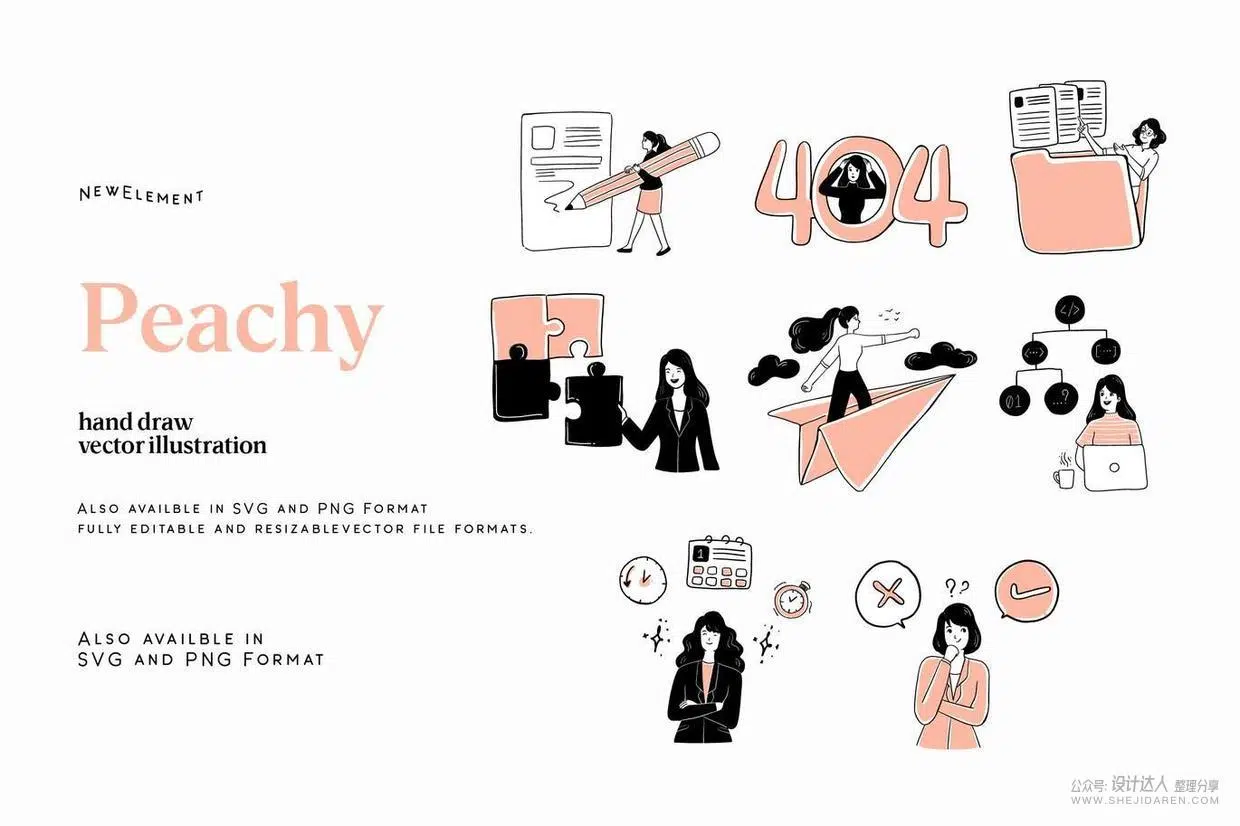 NEWELEMENT
Peachy
hand draw
vector illustration
ALSO AVAILBLE IN SVG AND PNG FORMAT
FULLY EDITABLE AND RESIZABLEVECTOR FILE FORMATS.
ALSO AVAILBLE IN
SVG AND PNG FORMAT
404
</>
<..>
[...]
01
...?
1
??
公众号: 设计达人 整理分享
WWW.SHEJIDAREN.COM